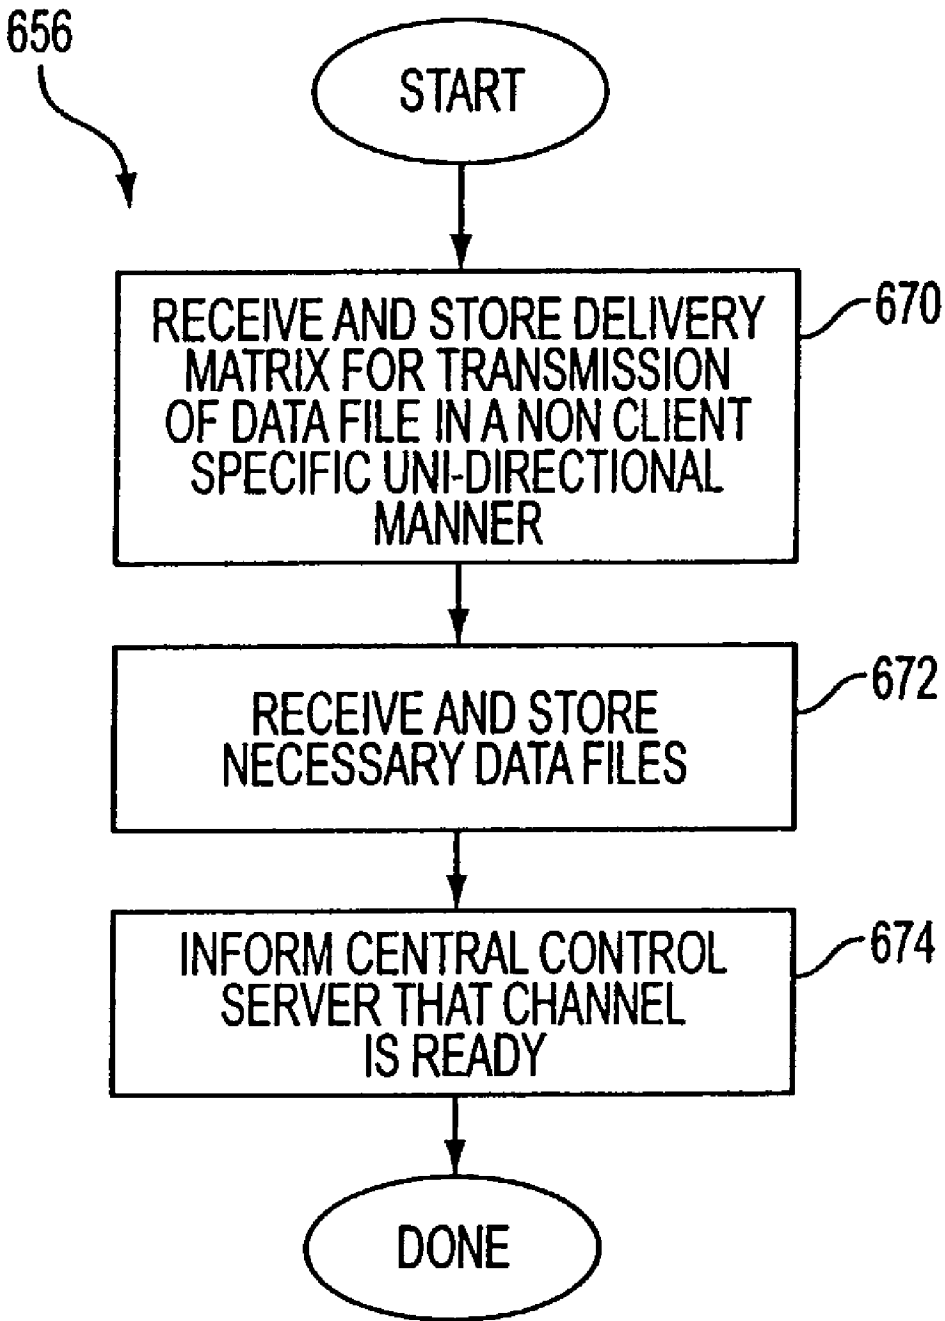 656
START
RECEIVE AND STORE DELIVERY
MATRIX FOR TRANSMISSION
OF DATA FILE IN A NON CLIENT
SPECIFIC UNI-DIRECTIONAL
MANNER
670
RECEIVE AND STORE
NECESSARY DATA FILES
672
INFORM CENTRAL CONTROL
SERVER THAT CHANNEL
IS READY
674
DONE